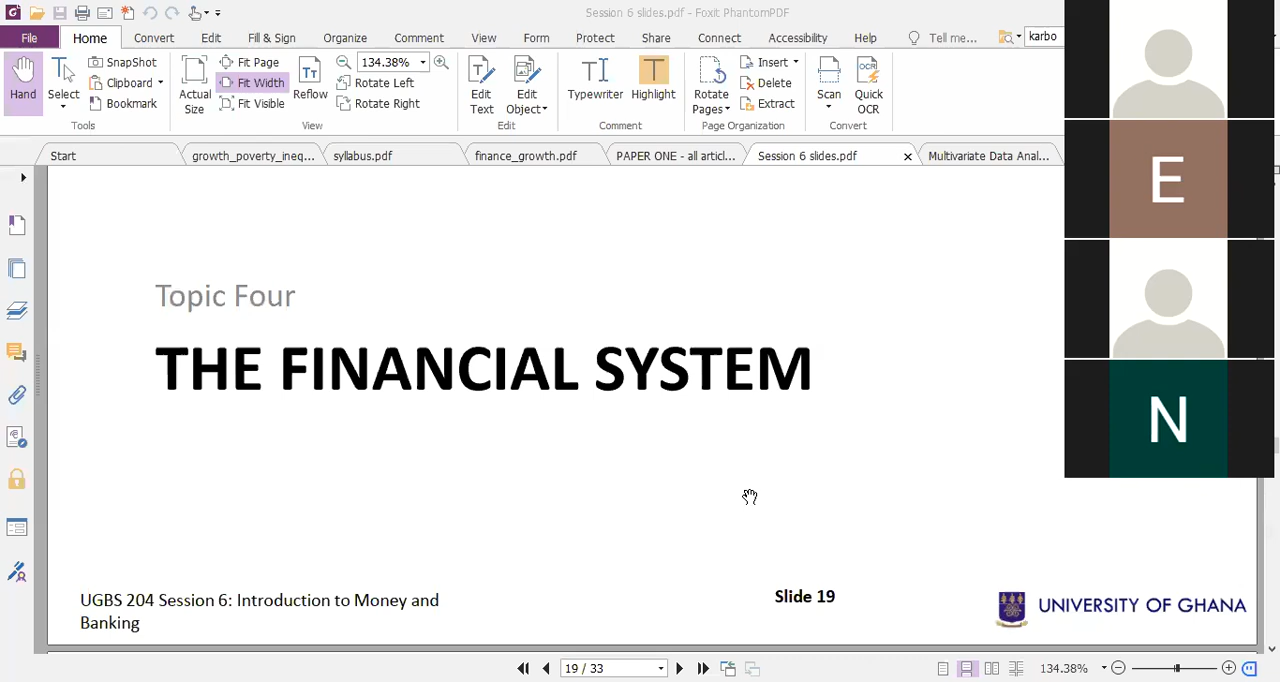 Session 6 slides.pdf - Foxit PhantomPDF
File Home Convert Edit Fill & Sign Organize Comment View Form Protect Share Connect Accessibility Help Tell me... karbo
Hand
Select
SnapShot
Clipboard
Bookmark
Tools
Actual Size
Fit Page
Fit Width
Fit Visible
Reflow
134.38%
Rotate Left
Rotate Right
View
Edit Text
Edit Object
Edit
Typewriter
Highlight
Comment
Rotate Pages
Insert
Delete
Extract
Page Organization
Scan
Quick OCR
Convert
Start growth_poverty_ineq... syllabus.pdf finance_growth.pdf PAPER ONE - all articl... Session 6 slides.pdf Multivariate Data Anal...
E
N
Topic Four
THE FINANCIAL SYSTEM
UGBS 204 Session 6: Introduction to Money and
Banking
Slide 19
UNIVERSITY OF GHANA
19 / 33
134.38%